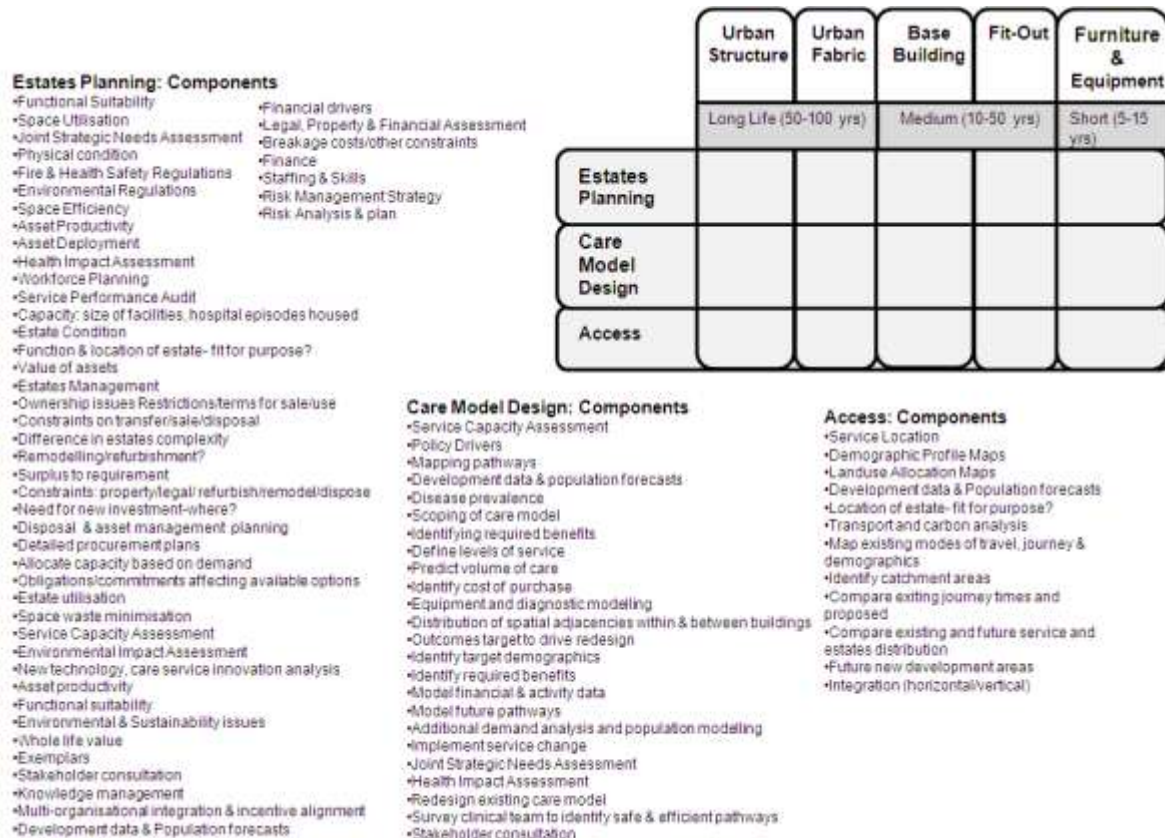 Urban Structure
Urban Fabric
Base Building
Fit-Out
Furniture & Equipment
Long Life (50-100 yrs)
Medium (10-50 yrs)
Short (5-15 yrs)
Estates Planning
Care Model Design
Access
Estates Planning: Components
•Functional Suitability
•Space Utilisation
•Joint Strategic Needs Assessment
•Physical condition
•Fire & Health Safety Regulations
•Environmental Regulations
•Space Efficiency
•Asset Productivity
•Asset Deployment
•Health Impact Assessment
•Workforce Planning
•Service Performance Audit
•Capacity: size of facilities, hospital episodes housed
•Estate Condition
•Function & location of estate- fit for purpose?
•Value of assets
•Estates Management
•Ownership issues Restrictions/terms for sale/use
•Constraints on transfer/sale/disposal
•Difference in estates complexity
•Remodelling/refurbishment?
•Surplus to requirement
•Constraints: property/legal/ refurbish/remodel/dispose
•Need for new investment-where?
•Disposal & asset management planning
•Detailed procurement plans
•Allocate capacity based on demand
•Obligations/commitments affecting available options
•Estate utilisation
•Space waste minimisation
•Service Capacity Assessment
•Environmental Impact Assessment
•New technology, care service innovation analysis
•Asset productivity
•Functional suitability
•Environmental & Sustainability issues
•Whole life value
•Exemplars
•Stakeholder consultation
•Knowledge management
•Multi-organisational integration & incentive alignment
•Development data & Population forecasts
•Financial drivers
•Legal, Property & Financial Assessment
•Breakage costs/other constraints
•Finance
•Staffing & Skills
•Risk Management Strategy
•Risk Analysis & plan
Care Model Design: Components
•Service Capacity Assessment
•Policy Drivers
•Mapping pathways
•Development data & population forecasts
•Disease prevalence
•Scoping of care model
•Identifying required benefits
•Define levels of service
•Predict volume of care
•Identify cost of purchase
•Equipment and diagnostic modelling
•Distribution of spatial adjacencies within & between buildings
•Outcomes target to drive redesign
•Identify target demographics
•Identify required benefits
•Model financial & activity data
•Model future pathways
•Additional demand analysis and population modelling
•Implement service change
•Joint Strategic Needs Assessment
•Health Impact Assessment
•Redesign existing care model
•Survey clinical team to identify safe & efficient pathways
•Stakeholder consultation
Access: Components
•Service Location
•Demographic Profile Maps
•Landuse Allocation Maps
•Development data & Population forecasts
•Location of estate- fit for purpose?
•Transport and carbon analysis
•Map existing modes of travel, journey &
demographics
•Identify catchment areas
•Compare exiting journey times and
proposed
•Compare existing and future service and
estates distribution
•Future new development areas
•Integration (horizontal/vertical)